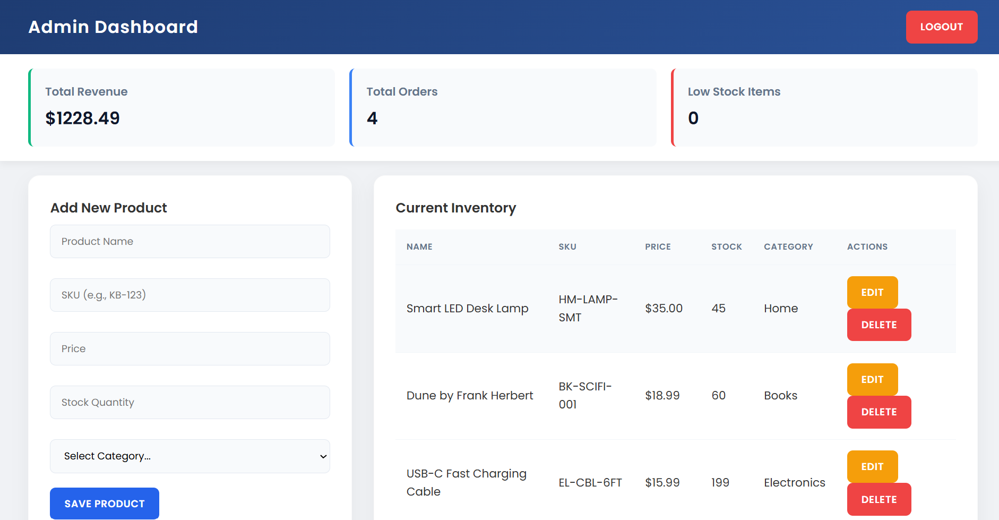 Admin Dashboard
LOGOUT
Total Revenue
$1228.49
Total Orders
4
Low Stock Items
0
Add New Product
Product Name
SKU (e.g., KB-123)
Price
Stock Quantity
Select Category...
SAVE PRODUCT
Current Inventory
NAME SKU PRICE STOCK CATEGORY ACTIONS
Smart LED Desk Lamp
HM-LAMP-
SMT
$35.00
45
Home
EDIT
DELETE
Dune by Frank Herbert
BK-SCIFI-
001
$18.99
60
Books
EDIT
DELETE
USB-C Fast Charging
Cable
EL-CBL-6FT
$15.99
199
Electronics
EDIT
DELETE